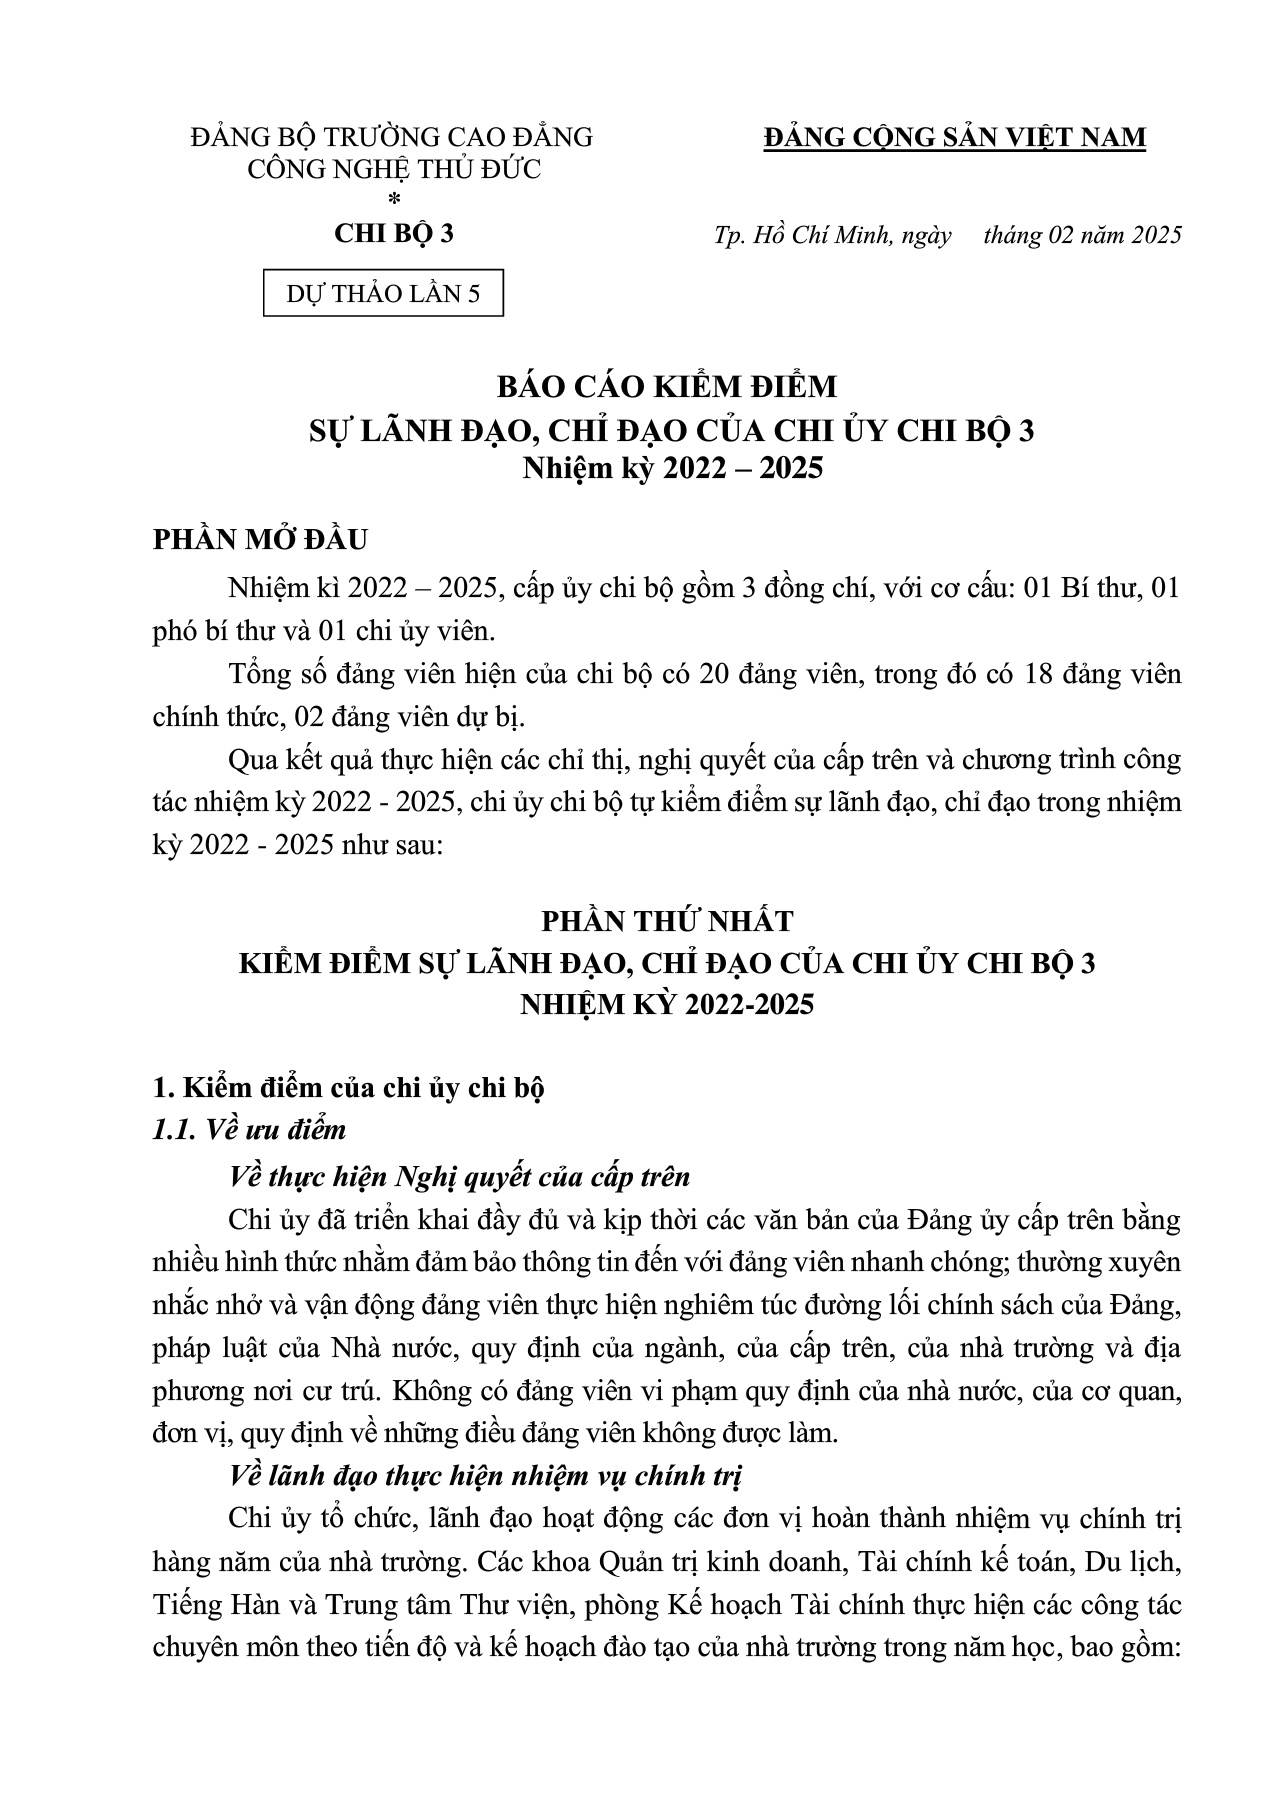 ĐẢNG BỘ TRƯỜNG CAO ĐẲNG
CÔNG NGHỆ THỦ ĐỨC
*
CHI BỘ 3
DỰ THẢO LẦN 5
ĐẢNG CỘNG SẢN VIỆT NAM
Tp. Hồ Chí Minh, ngày tháng 02 năm 2025
BÁO CÁO KIỂM ĐIỂM
SỰ LÃNH ĐẠO, CHỈ ĐẠO CỦA CHI ỦY CHI BỘ 3
Nhiệm kỳ 2022 – 2025
PHẦN MỞ ĐẦU
Nhiệm kì 2022 – 2025, cấp ủy chi bộ gồm 3 đồng chí, với cơ cấu: 01 Bí thư, 01
phó bí thư và 01 chi ủy viên.
Tổng số đảng viên hiện của chi bộ có 20 đảng viên, trong đó có 18 đảng viên
chính thức, 02 đảng viên dự bị.
Qua kết quả thực hiện các chỉ thị, nghị quyết của cấp trên và chương trình công
tác nhiệm kỳ 2022 - 2025, chi ủy chi bộ tự kiểm điểm sự lãnh đạo, chỉ đạo trong nhiệm
kỳ 2022 - 2025 như sau:
PHẦN THỨ NHẤT
KIỂM ĐIỂM SỰ LÃNH ĐẠO, CHỈ ĐẠO CỦA CHI ỦY CHI BỘ 3
NHIỆM KỲ 2022-2025
1. Kiểm điểm của chi ủy chi bộ
1.1. Về ưu điểm
Về thực hiện Nghị quyết của cấp trên
Chi ủy đã triển khai đầy đủ và kịp thời các văn bản của Đảng ủy cấp trên bằng
nhiều hình thức nhằm đảm bảo thông tin đến với đảng viên nhanh chóng; thường xuyên
nhắc nhở và vận động đảng viên thực hiện nghiêm túc đường lối chính sách của Đảng,
pháp luật của Nhà nước, quy định của ngành, của cấp trên, của nhà trường và địa
phương nơi cư trú. Không có đảng viên vi phạm quy định của nhà nước, của cơ quan,
đơn vị, quy định về những điều đảng viên không được làm.
Về lãnh đạo thực hiện nhiệm vụ chính trị
Chi ủy tổ chức, lãnh đạo hoạt động các đơn vị hoàn thành nhiệm vụ chính trị
hàng năm của nhà trường. Các khoa Quản trị kinh doanh, Tài chính kế toán, Du lịch,
Tiếng Hàn và Trung tâm Thư viện, phòng Kế hoạch Tài chính thực hiện các công tác
chuyên môn theo tiến độ và kế hoạch đào tạo của nhà trường trong năm học, bao gồm: